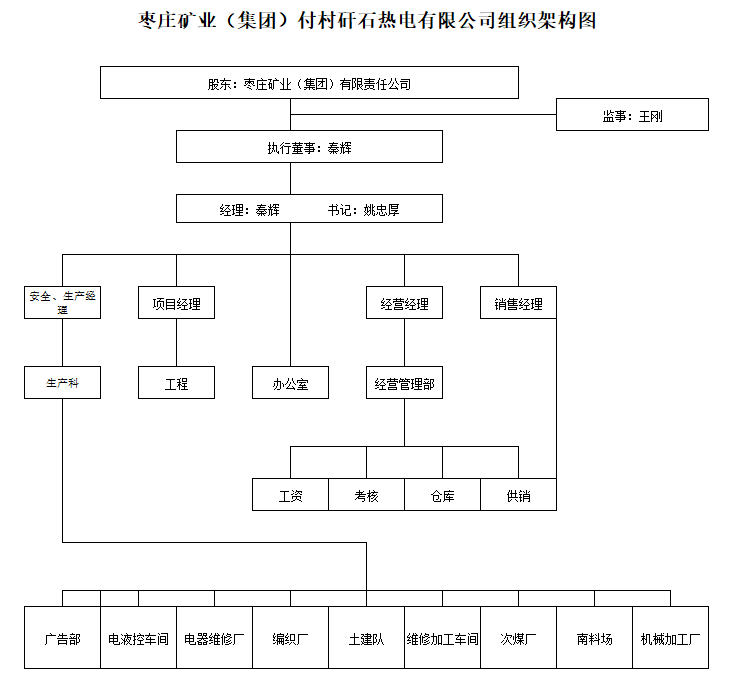 枣庄矿业（集团）付村矸石热电有限公司组织架构图
股东：枣庄矿业（集团）有限责任公司
监事：王刚
执行董事：秦辉
经理：秦辉 书记：姚忠厚
安全、生产经
理
项目经理
经营经理
销售经理
生产科
工程
办公室
经营管理部
工资
考核
仓库
供销
广告部
电液控车间
电器维修厂
编织厂
土建队
维修加工车间
次煤厂
南料场
机械加工厂